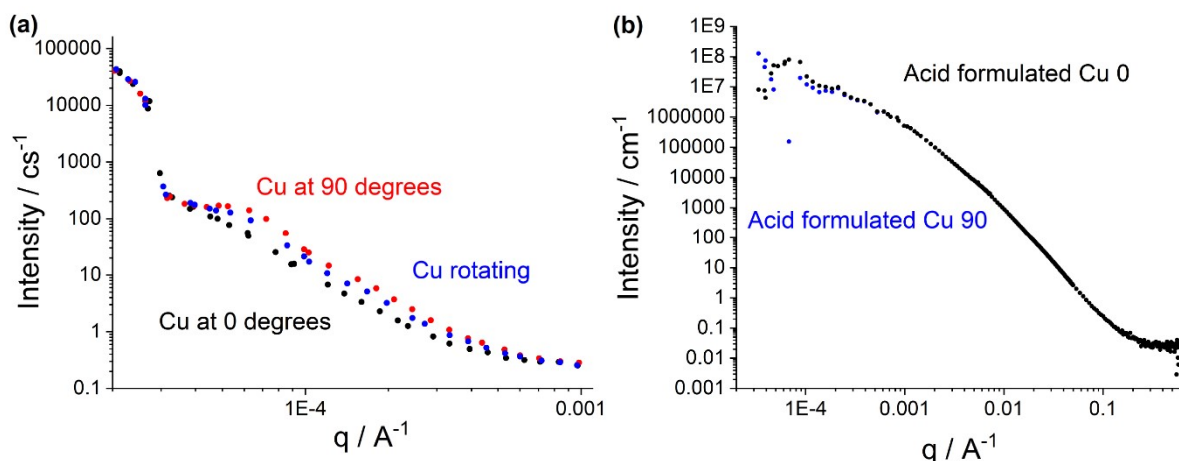 (a)
100000
10000
1000
100
10
1
0.1
Intensity / cs⁻¹
Cu at 90 degrees
Cu rotating
Cu at 0 degrees
1E-4
0.001
q / A⁻¹
(b)
1E9
1E8
1E7
1000000
100000
10000
1000
100
10
1
0.1
0.01
0.001
Intensity / cm⁻¹
Acid formulated Cu 0
Acid formulated Cu 90
1E-4
0.001
0.01
0.1
q / A⁻¹